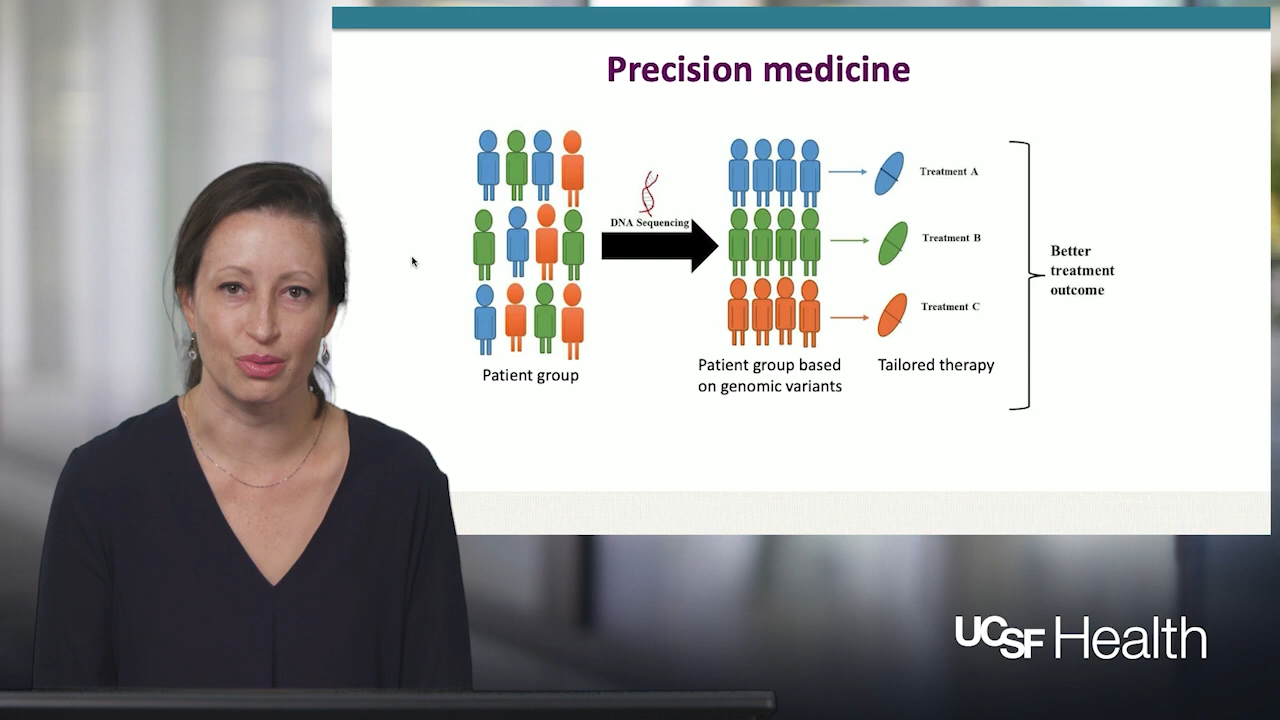 Precision medicine
DNA Sequencing
Treatment A
Treatment B
Treatment C
Better
treatment
outcome
Patient group
Patient group based
on genomic variants
Tailored therapy
UCSF Health